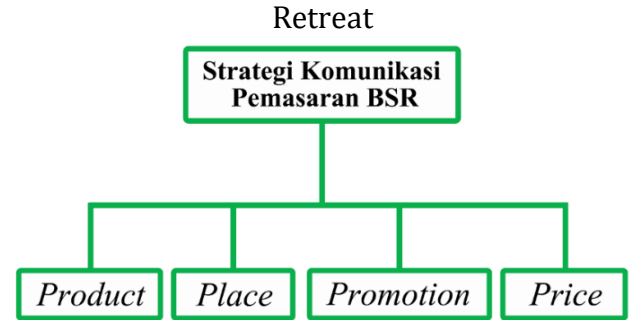 Retreat
Strategi Komunikasi
Pemasaran BSR
Product Place Promotion Price